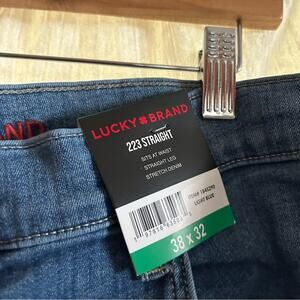 LUCKY BRAND
223 STRAIGHT
SITS AT WAIST
STRAIGHT LEG
STRETCH DENIM
LIGHT BLUE
38 x 32